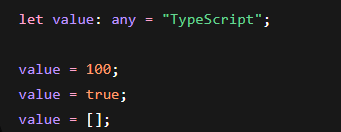 let value: any = "TypeScript";
value = 100;
value = true;
value = [];